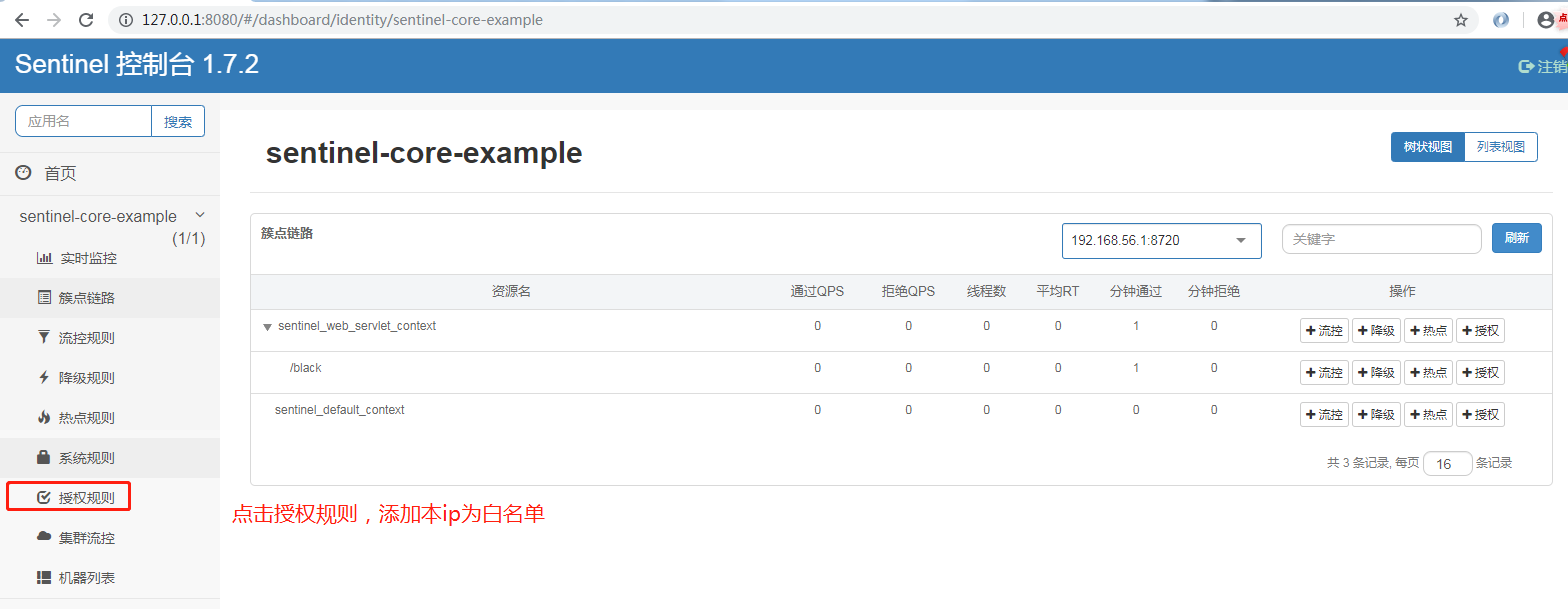 127.0.0.1:8080/#/dashboard/identity/sentinel-core-example
点
Sentinel 控制台 1.7.2
注销
应用名 搜索
首页
sentinel-core-example
(1/1)
实时监控
簇点链路
流控规则
降级规则
热点规则
系统规则
授权规则
集群流控
机器列表
sentinel-core-example
树状视图 列表视图
簇点链路 192.168.56.1:8720 关键字 刷新
资源名 通过QPS 拒绝QPS 线程数 平均RT 分钟通过 分钟拒绝 操作
sentinel_web_servlet_context 0 0 0 0 1 0 +流控 +降级 +热点 +授权
/black 0 0 0 0 1 0 +流控 +降级 +热点 +授权
sentinel_default_context 0 0 0 0 0 0 +流控 +降级 +热点 +授权
共 3 条记录, 每页 16 条记录
点击授权规则，添加本ip为白名单